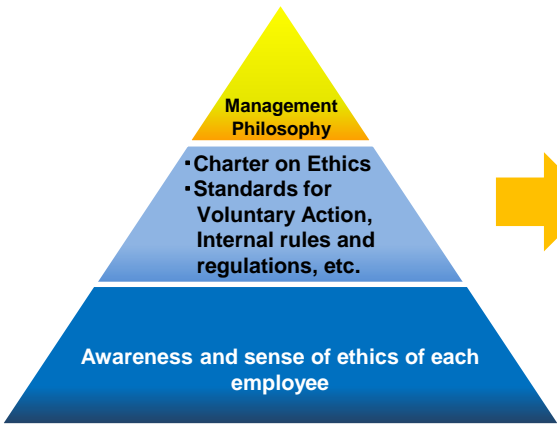 Management
Philosophy
・Charter on Ethics
・Standards for
Voluntary Action,
Internal rules and
regulations, etc.
Awareness and sense of ethics of each
employee